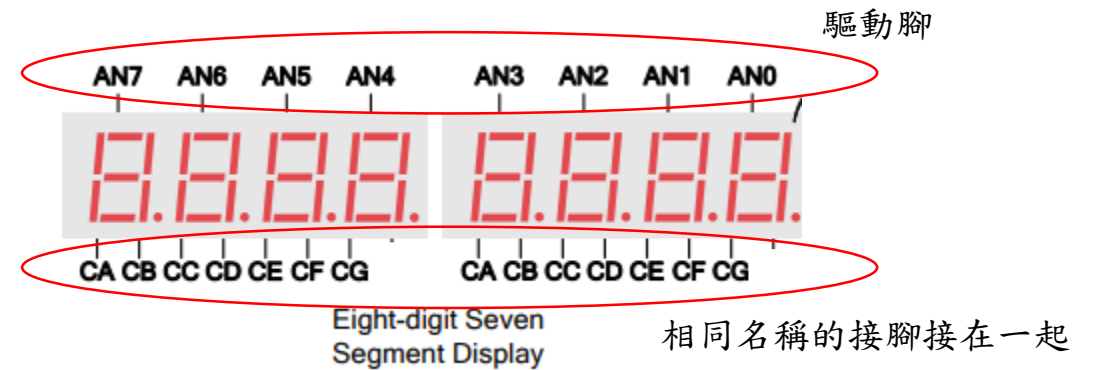 驅動腳
AN7 AN6 AN5 AN4 AN3 AN2 AN1 AN0
CA CB CC CD CE CF CG CA CB CC CD CE CF CG
Eight-digit Seven
Segment Display
相同名稱的接腳接在一起